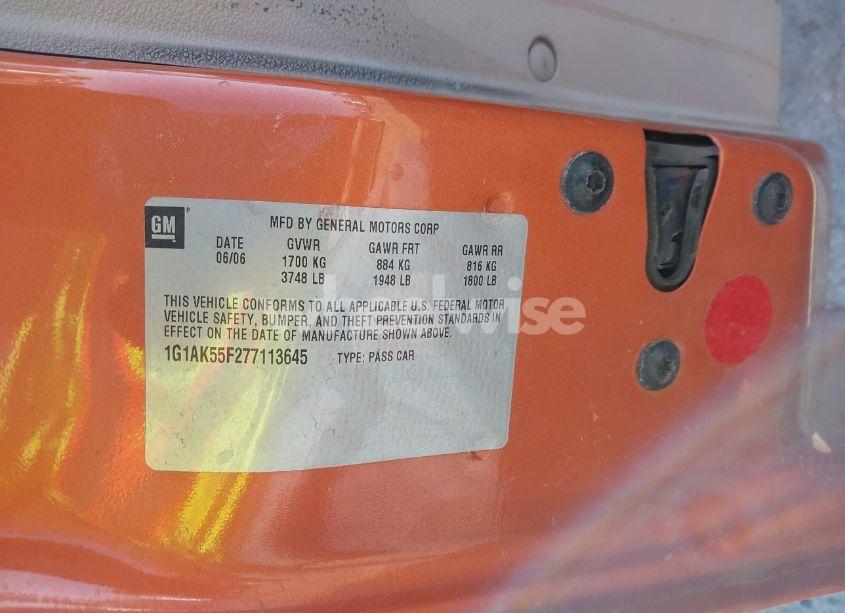 GM
MFD BY GENERAL MOTORS CORP
DATE GVWR GAWR FRT GAWR RR
06/06 1700 KG 884 KG 816 KG
3748 LB 1948 LB 1800 LB
THIS VEHICLE CONFORMS TO ALL APPLICABLE U.S. FEDERAL MOTOR
VEHICLE SAFETY, BUMPER, AND THEFT PREVENTION STANDARDS IN
EFFECT ON THE DATE OF MANUFACTURE SHOWN ABOVE.
1G1AK55F277113645 TYPE: PASS CAR